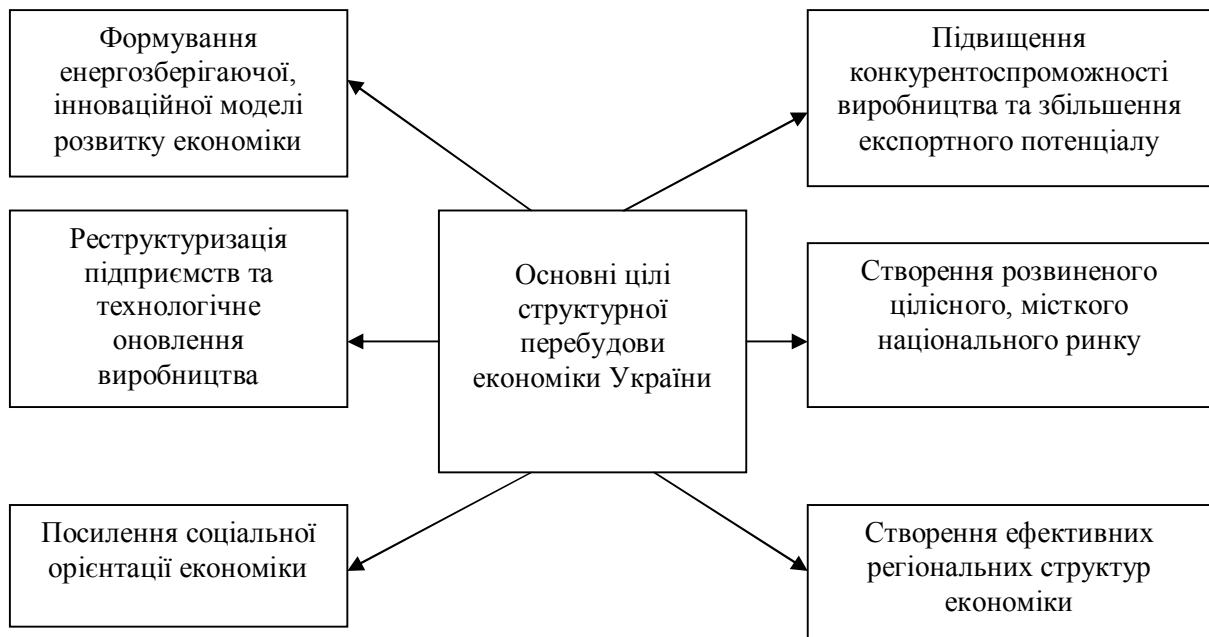 Формування
енергозберігаючої,
інноваційної моделі
розвитку економіки
Підвищення
конкурентоспроможності
виробництва та збільшення
експортного потенціалу
Реструктуризація
підприємств та
технологічне
оновлення
виробництва
Основні цілі
структурної
перебудови
економіки України
Створення розвиненого
цілісного, місткого
національного ринку
Посилення соціальної
орієнтації економіки
Створення ефективних
регіональних структур
економіки